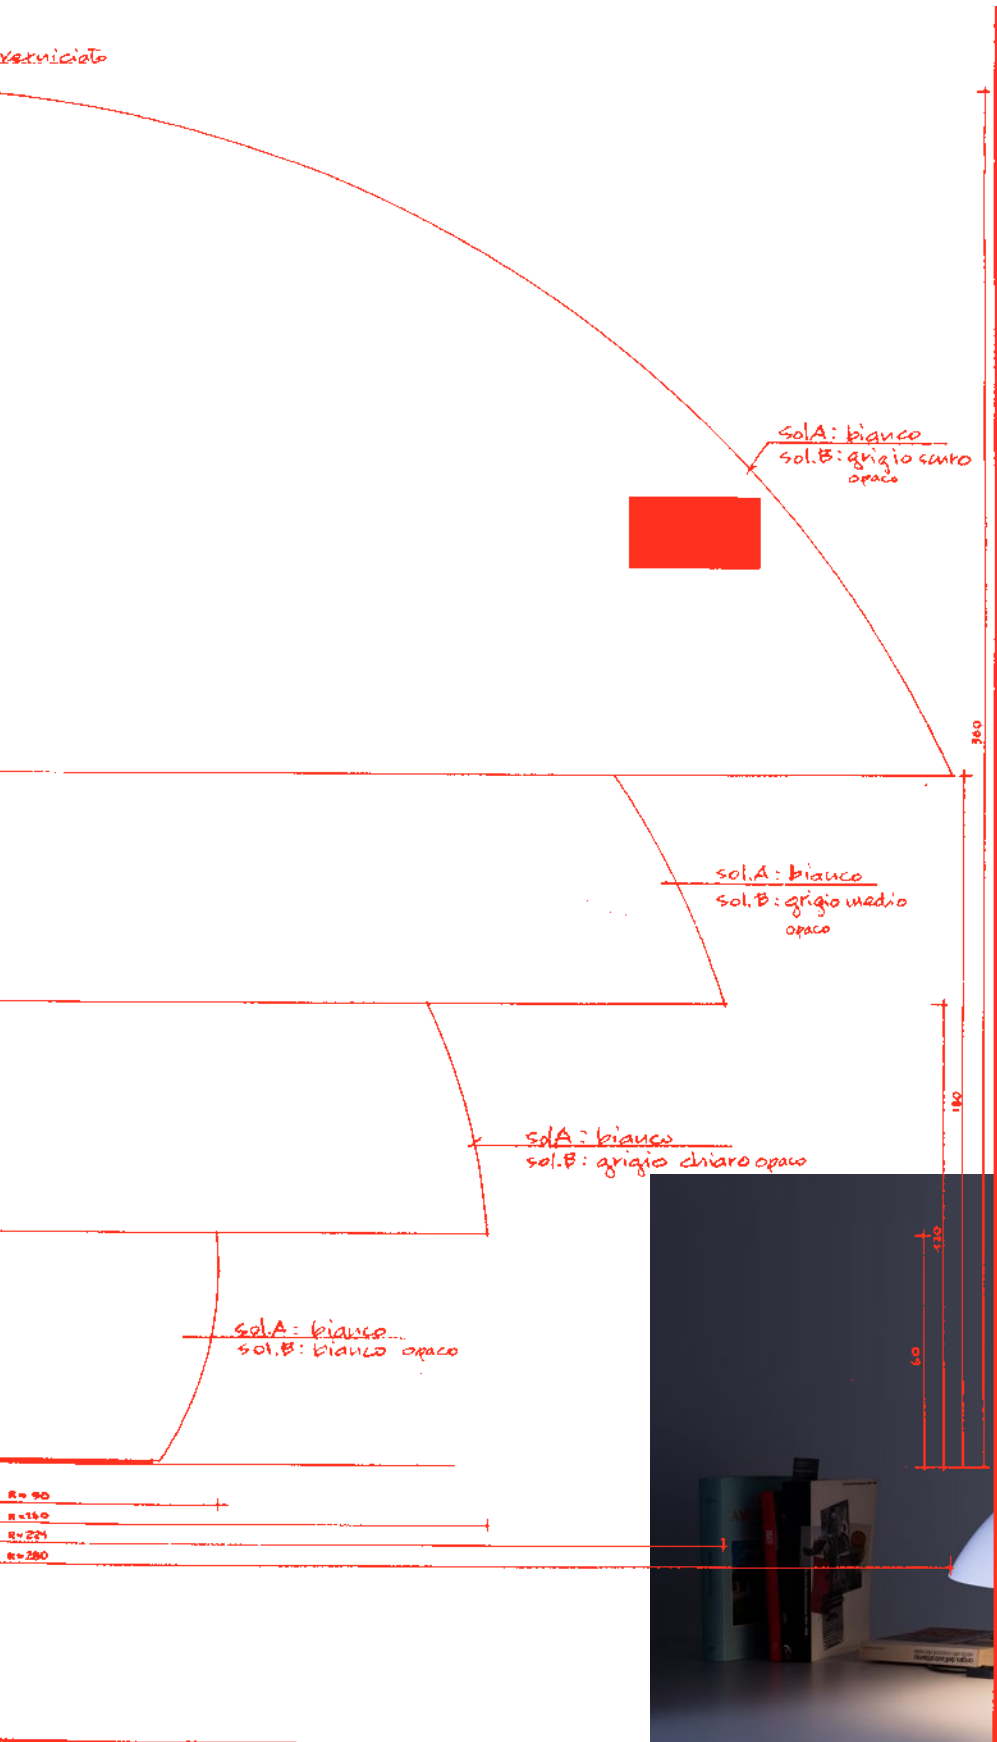 verniciato
sol.A: bianco
sol.B: grigio scuro
opaco
360
sol.A: bianco
sol.B: grigio medio
opaco
180
sol.A: bianco
sol.B: grigio chiaro opaco
120
sol.A: bianco
sol.B: bianco opaco
60
R=90
R=160
R=224
R=280